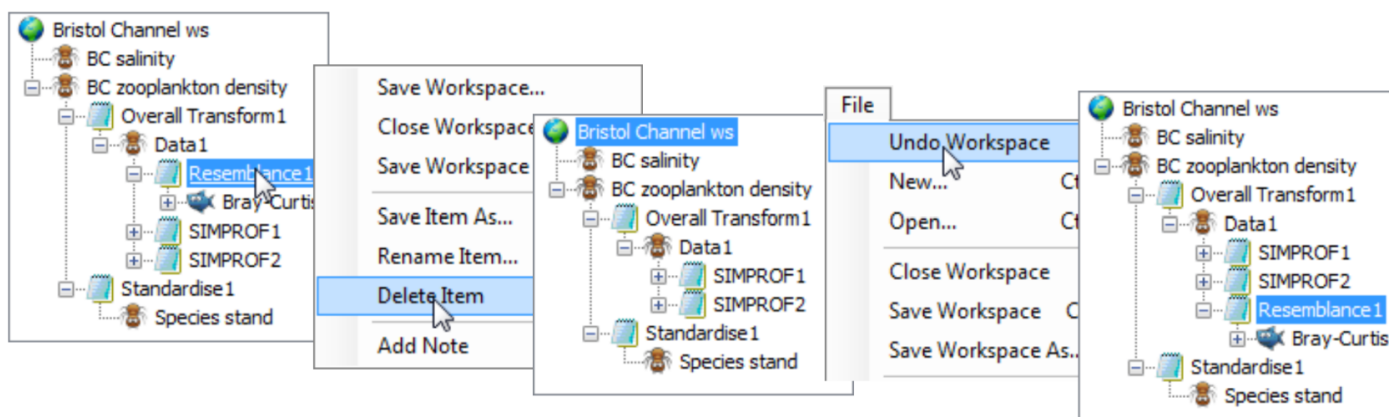 Bristol Channel ws
BC salinity
BC zooplankton density
Overall Transform1
Data1
Resemblance1
Bray-Curtis
SIMPROF1
SIMPROF2
Standardise1
Species stand
Save Workspace...
Close Workspace
Save Workspace
Save Item As...
Rename Item...
Delete Item
Add Note
Bristol Channel ws
BC salinity
BC zooplankton density
Overall Transform1
Data1
SIMPROF1
SIMPROF2
Standardise1
Species stand
File
Undo Workspace
New... Ct
Open... Ct
Close Workspace
Save Workspace C
Save Workspace As..
Bristol Channel ws
BC salinity
BC zooplankton density
Overall Transform1
Data1
SIMPROF1
SIMPROF2
Resemblance1
Bray-Curtis
Standardise1
Species stand